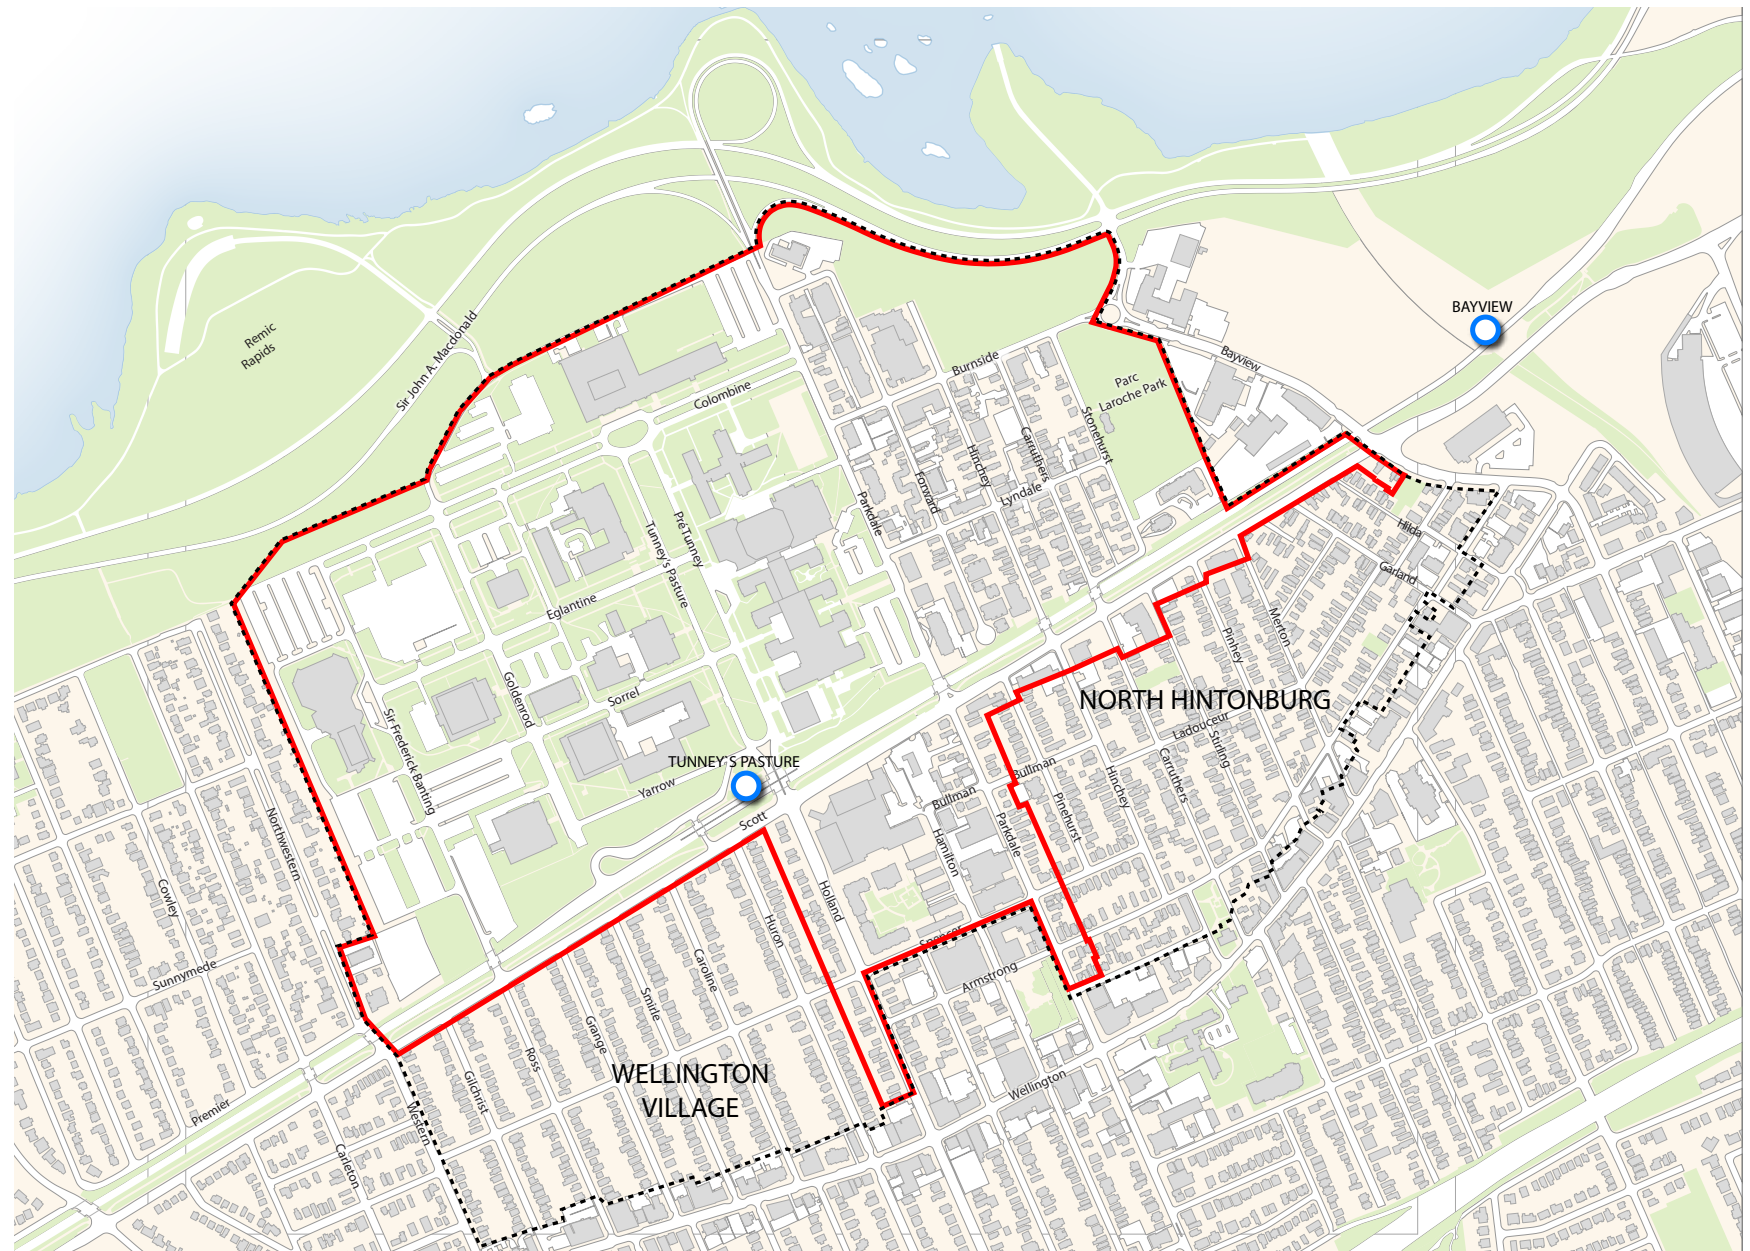 BAYVIEW
Remic
Rapids
Sir John A. Macdonald
Bayview
Burnside
Parc
Laroche Park
Colombine
Stonehurst
Carruthers
Hinchey
Forward
Lyndale
Parkdale
Hilda
Garland
Tunney's Pasture
Pré Tunney
Eglantine
Merton
Pinhey
Goldenrod
Sorrel
NORTH HINTONBURG
Sir Frederick Banting
Ladouceur
Stirling
TUNNEY'S PASTURE
Bullman
Carruthers
Hinchey
Yarrow
Bullman
Pinehurst
Parkdale
Scott
Hamilton
Northwestern
Cowley
Holland
Huron
Spencer
Caroline
Sunnymede
Armstrong
Smirle
Grange
Ross
WELLINGTON
VILLAGE
Gilchrist
Wellington
Premier
Western
Carleton